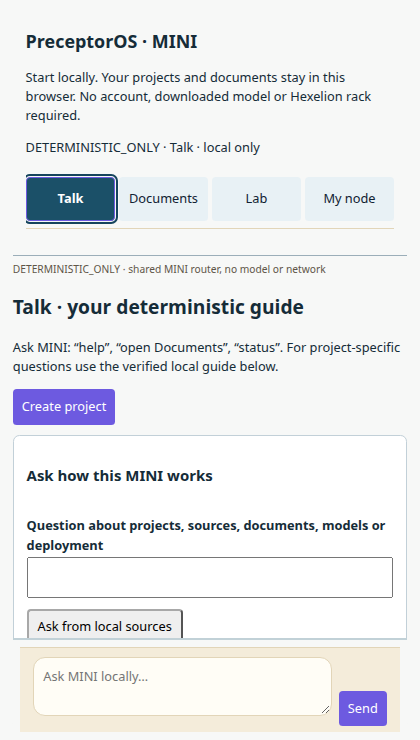 PreceptorOS · MINI
Start locally. Your projects and documents stay in this
browser. No account, downloaded model or Hexelion rack
required.
DETERMINISTIC_ONLY · Talk · local only
Talk
Documents
Lab
My node
DETERMINISTIC_ONLY · shared MINI router, no model or network
Talk · your deterministic guide
Ask MINI: “help”, “open Documents”, “status”. For project-specific
questions use the verified local guide below.
Create project
Ask how this MINI works
Question about projects, sources, documents, models or
deployment
Ask from local sources
Ask MINI locally...
Send